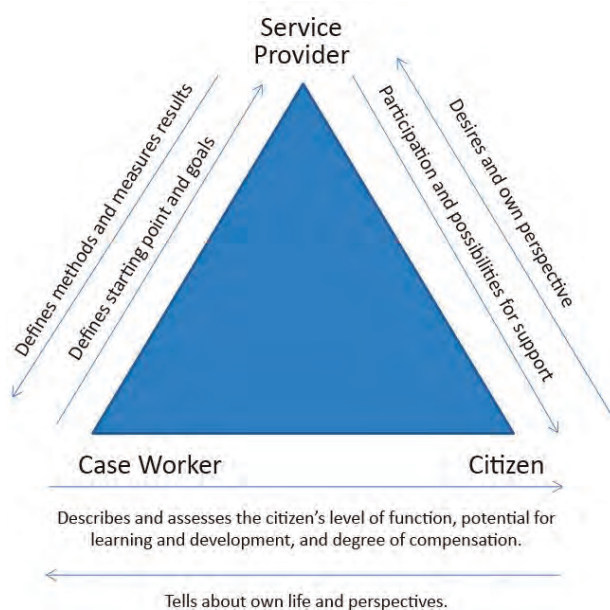 Service
Provider
Defines methods and measures results
Defines starting point and goals
Participation and possibilities for support
Desires and own perspective
Case Worker
Citizen
Describes and assesses the citizen’s level of function, potential for
learning and development, and degree of compensation.
Tells about own life and perspectives.